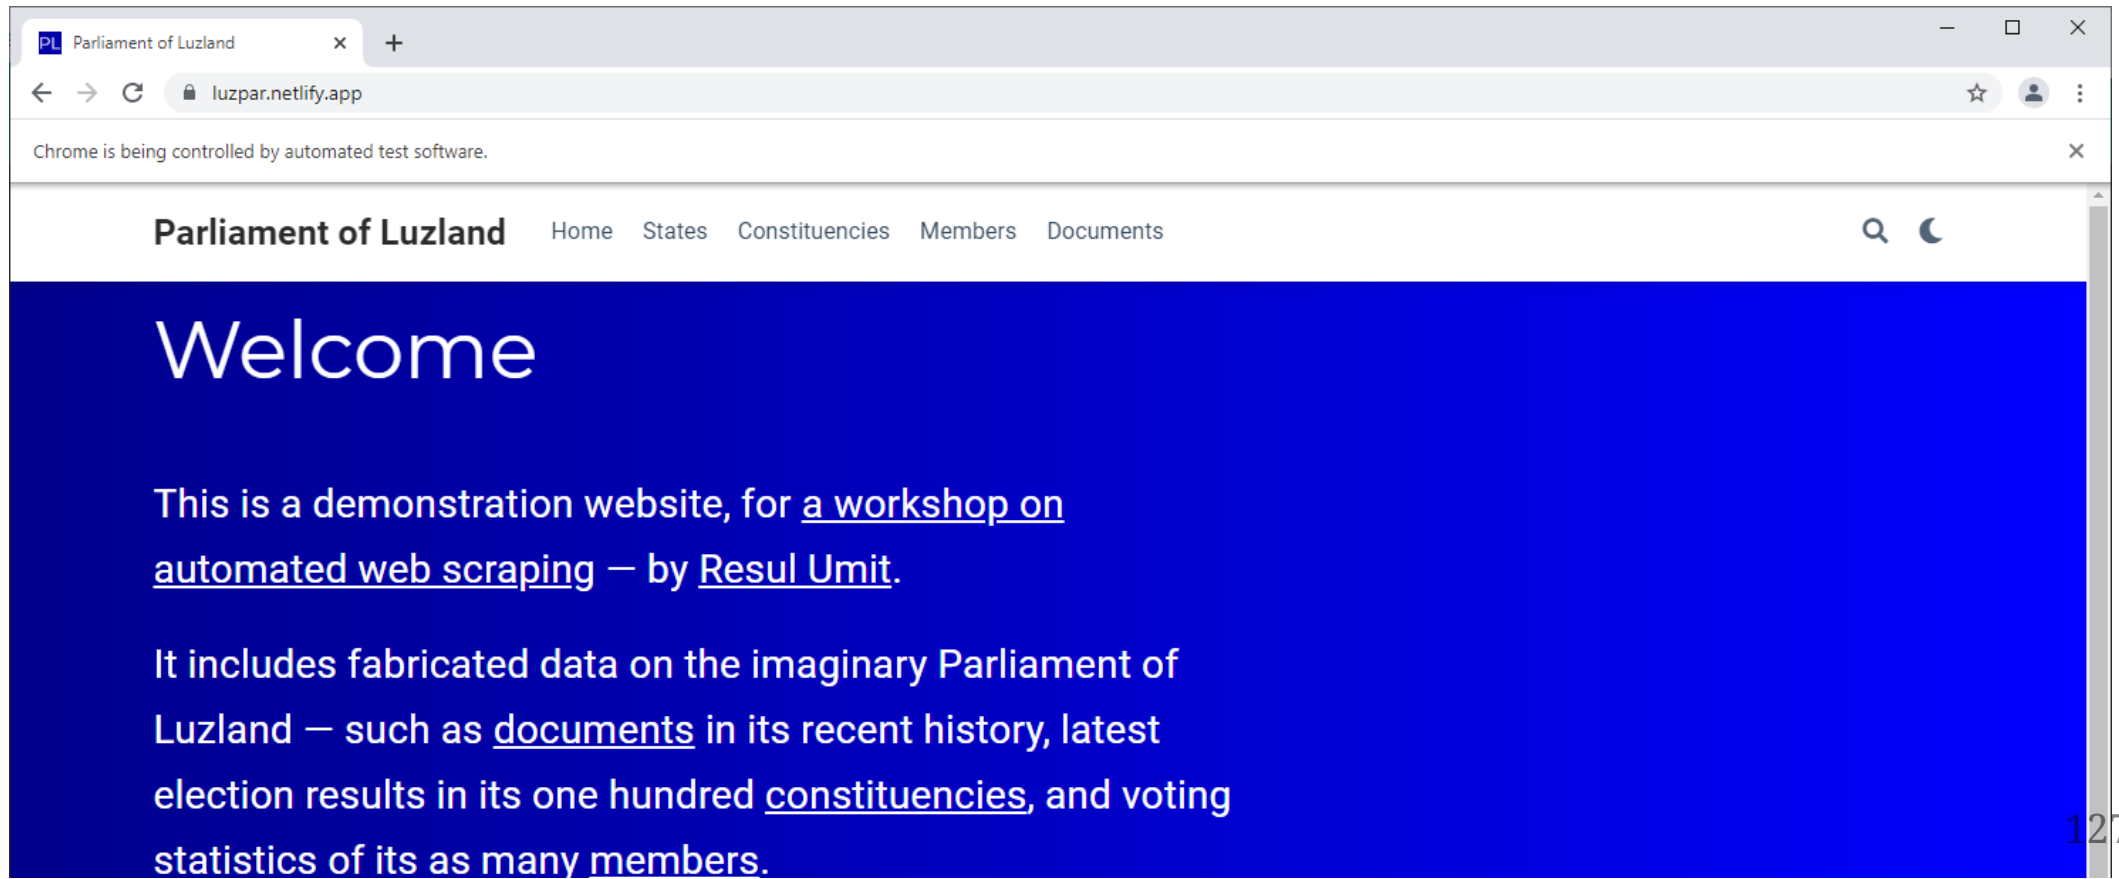 PL Parliament of Luzland
luzpar.netlify.app
Chrome is being controlled by automated test software.
Parliament of Luzland Home States Constituencies Members Documents
Welcome
This is a demonstration website, for a workshop on
automated web scraping — by Resul Umit.
It includes fabricated data on the imaginary Parliament of
Luzland — such as documents in its recent history, latest
election results in its one hundred constituencies, and voting
statistics of its as many members.